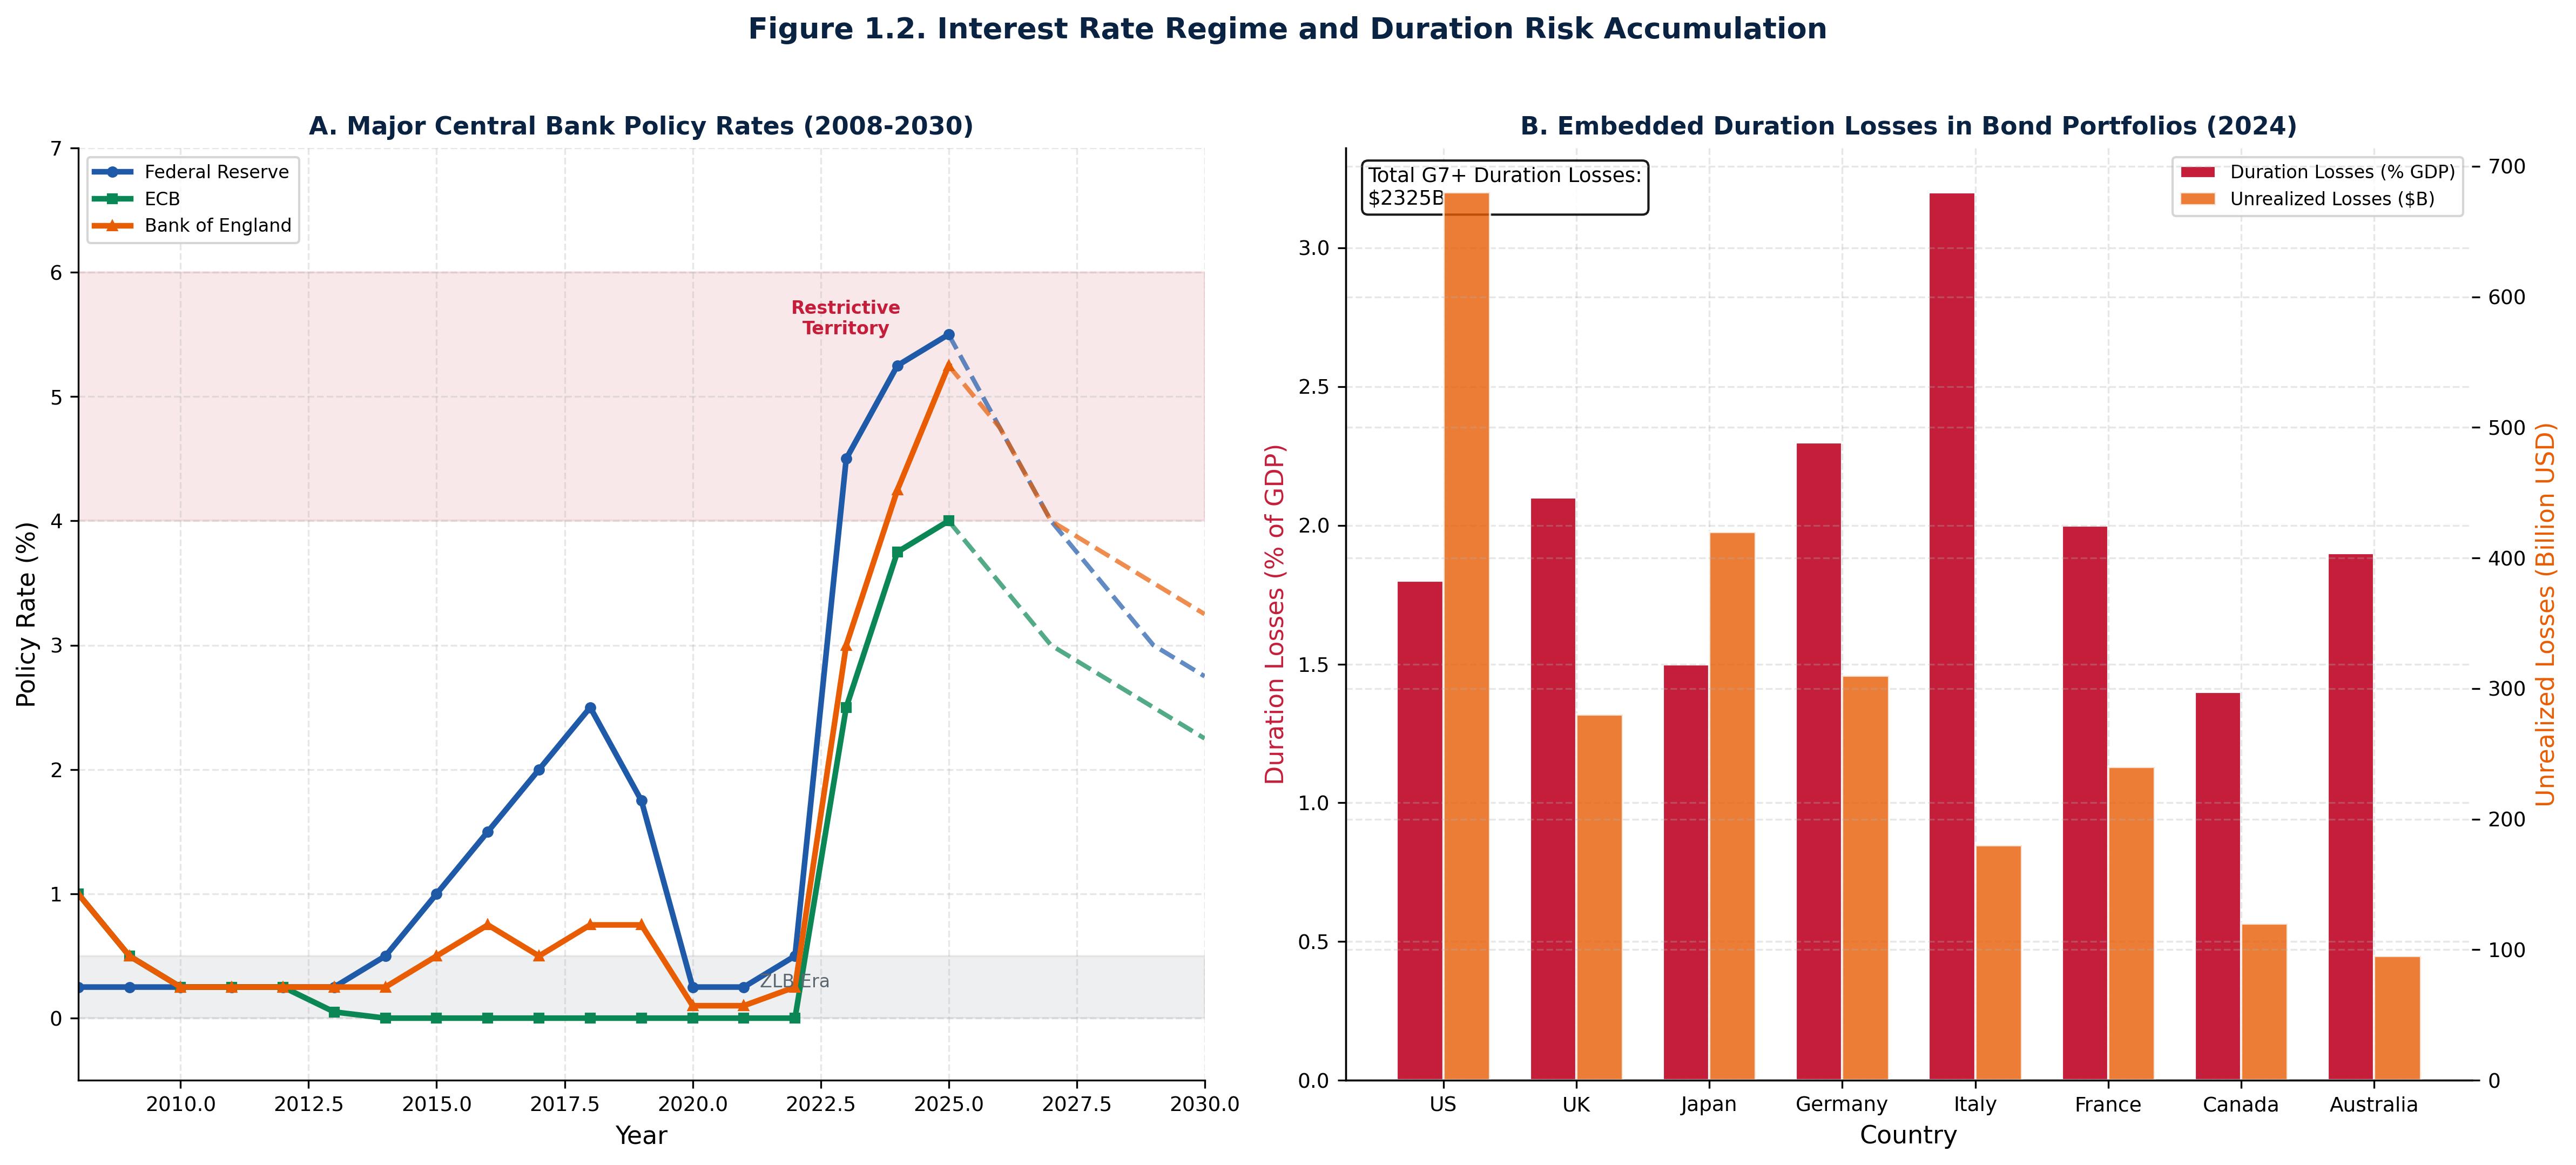 Figure 1.2. Interest Rate Regime and Duration Risk Accumulation
A. Major Central Bank Policy Rates (2008-2030)
Federal Reserve
ECB
Bank of England
Restrictive
Territory
ZLB Era
7
6
5
4
3
2
1
0
Policy Rate (%)
2010.0
2012.5
2015.0
2017.5
2020.0
2022.5
2025.0
2027.5
2030.0
Year
B. Embedded Duration Losses in Bond Portfolios (2024)
Total G7+ Duration Losses:
$2325B
Duration Losses (% GDP)
Unrealized Losses ($B)
3.0
2.5
2.0
1.5
1.0
0.5
0.0
Duration Losses (% of GDP)
700
600
500
400
300
200
100
0
Unrealized Losses (Billion USD)
US
UK
Japan
Germany
Italy
France
Canada
Australia
Country